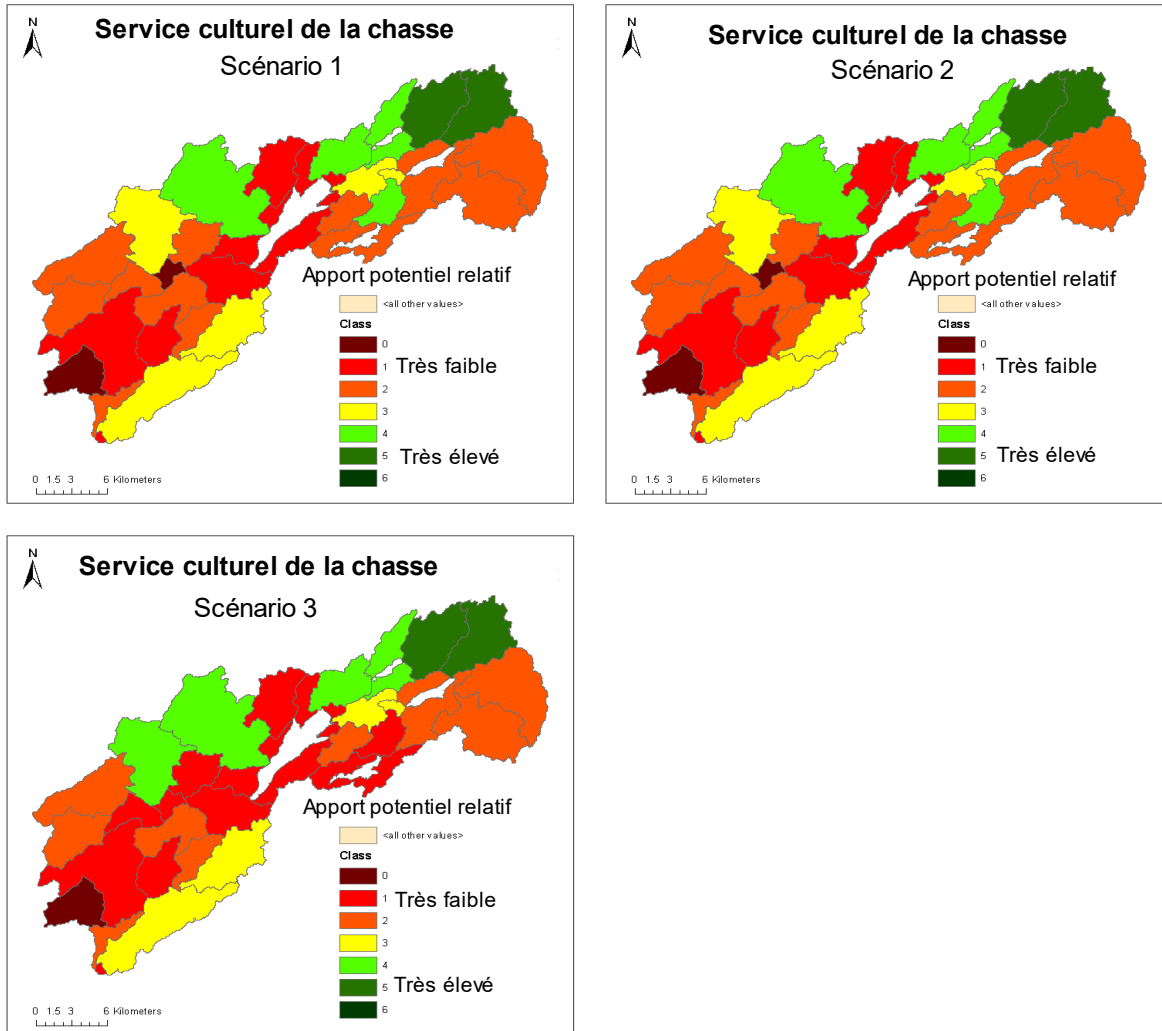 N
Service culturel de la chasse
Scénario 1
Apport potentiel relatif
<all other values>
Class
0
1 Très faible
2
3
4
5 Très élevé
6
0 1.5 3 6 Kilometers
N
Service culturel de la chasse
Scénario 2
Apport potentiel relatif
<all other values>
Class
0
1 Très faible
2
3
4
5 Très élevé
6
0 1.5 3 6 Kilometers
N
Service culturel de la chasse
Scénario 3
Apport potentiel relatif
<all other values>
Class
0
1 Très faible
2
3
4
5 Très élevé
6
0 1.5 3 6 Kilometers